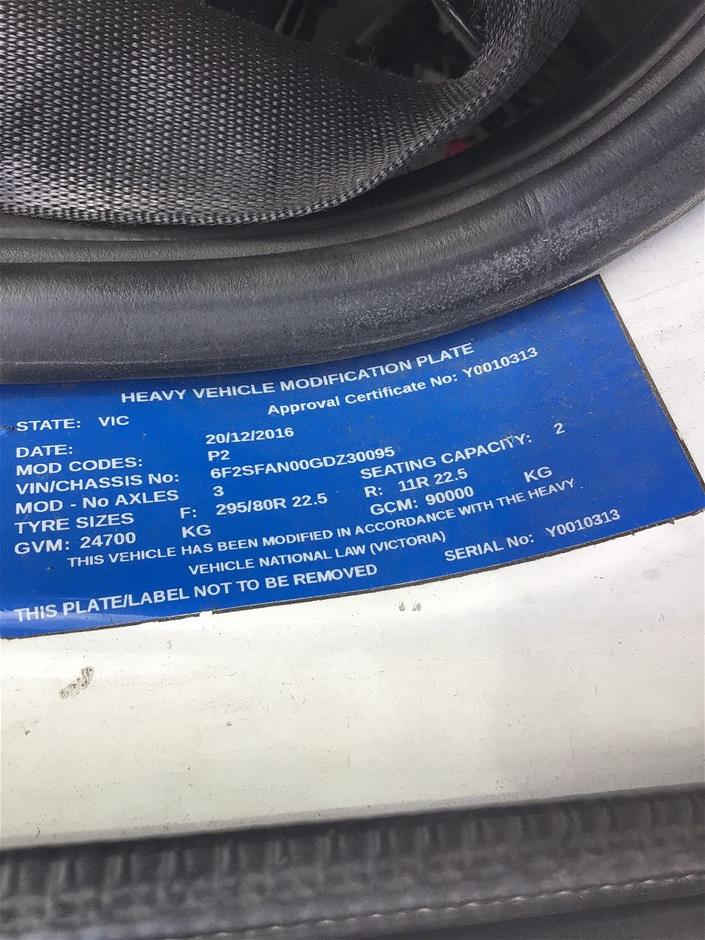 HEAVY VEHICLE MODIFICATION PLATE
STATE: VIC Approval Certificate No: Y0010313
DATE: 20/12/2016
MOD CODES: P2
VIN/CHASSIS No: 6F2SFAN00GDZ30095
MOD - No AXLES 3 SEATING CAPACITY: 2
TYRE SIZES F: 295/80R 22.5 R: 11R 22.5
GVM: 24700 KG GCM: 90000 KG
THIS VEHICLE HAS BEEN MODIFIED IN ACCORDANCE WITH THE HEAVY
VEHICLE NATIONAL LAW (VICTORIA)
THIS PLATE/LABEL NOT TO BE REMOVED SERIAL No: Y0010313